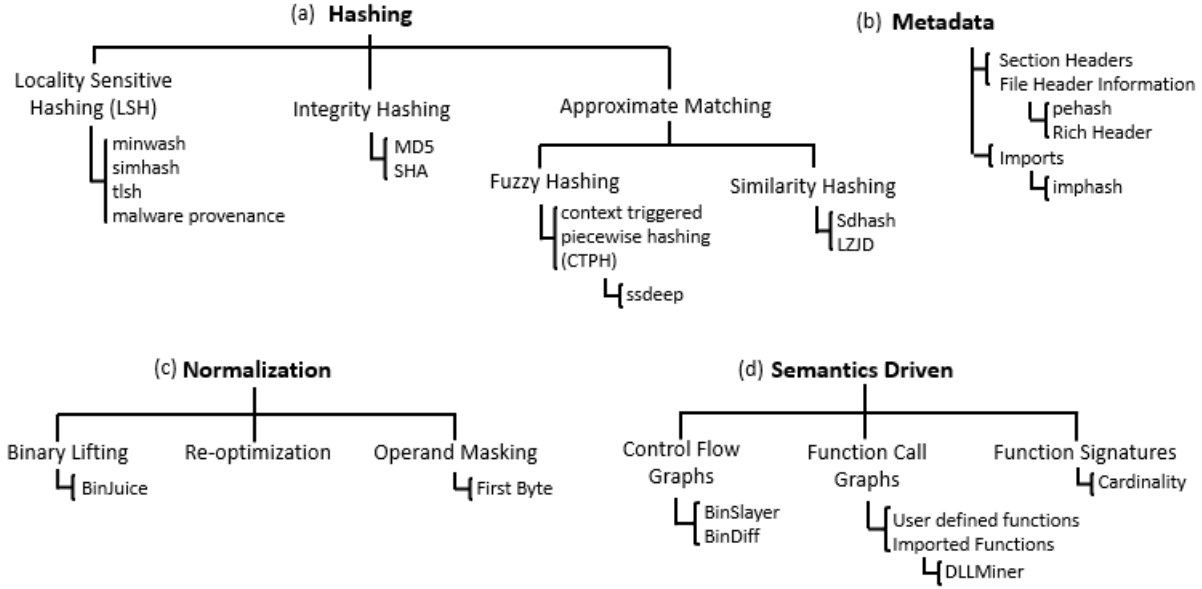 (a) Hashing
Locality Sensitive
Hashing (LSH)
minwash
simhash
tlsh
malware provenance
Integrity Hashing
MD5
SHA
Approximate Matching
Fuzzy Hashing
context triggered
piecewise hashing
(CTPH)
ssdeep
Similarity Hashing
Sdhash
LZJD
(b) Metadata
Section Headers
File Header Information
pehash
Rich Header
Imports
imphash
(c) Normalization
Binary Lifting
BinJuice
Re-optimization
Operand Masking
First Byte
(d) Semantics Driven
Control Flow
Graphs
BinSlayer
BinDiff
Function Call
Graphs
User defined functions
Imported Functions
DLLMiner
Function Signatures
Cardinality